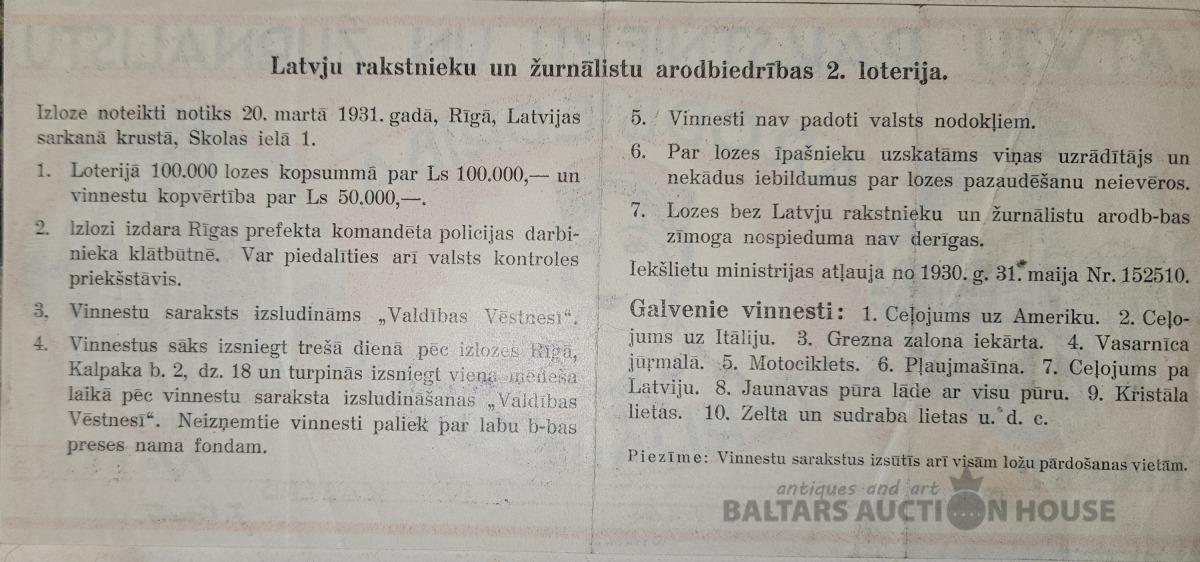 Latvju rakstnieku un žurnālistu arodbiedrības 2. loterija.
Izloze noteikti notiks 20. martā 1931. gadā, Rīgā, Latvijas
sarkanā krustā, Skolas ielā 1.
1. Loterijā 100.000 lozes kopsummā par Ls 100.000,— un
vinnestu kopvērtība par Ls 50.000,—.
2. Izlozi izdara Rīgas prefekta komandēta policijas darbi-
nieka klātbūtnē. Var piedalīties arī valsts kontroles
priekšstāvis.
3. Vinnestu saraksts izsludināms „Valdības Vēstnesī“.
4. Vinnestus sāks izsniegt trešā dienā pēc izlozes Rīgā,
Kalpaka b. 2, dz. 18 un turpinās izsniegt viena mēneša
laikā pēc vinnestu saraksta izsludināšanas „Valdības
Vēstnesī“. Neizņemtie vinnesti paliek par labu b-bas
preses nama fondam.
5. Vinnesti nav padoti valsts nodokļiem.
6. Par lozes īpašnieku uzskatāms viņas uzrādītājs un
nekādus iebildumus par lozes pazaudēšanu neievēros.
7. Lozes bez Latvju rakstnieku un žurnālistu arodb-bas
zīmoga nospieduma nav derīgas.
Iekšlietu ministrijas atļauja no 1930. g. 31. maija Nr. 152510.
Galvenie vinnesti: 1. Ceļojums uz Ameriku. 2. Ceļo-
jums uz Itāliju. 3. Grezna zalona iekārta. 4. Vasarnīca
jūrmalā. 5. Motociklets. 6. Pļaujmašīna. 7. Ceļojums pa
Latviju. 8. Jaunavas pūra lāde ar visu pūru. 9. Kristāla
lietas. 10. Zelta un sudraba lietas u. d. c.
Piezīme: Vinnestu sarakstus izsūtīs arī visām ložu pārdošanas vietām.
antiques and art
BALTARS AUCTION HOUSE